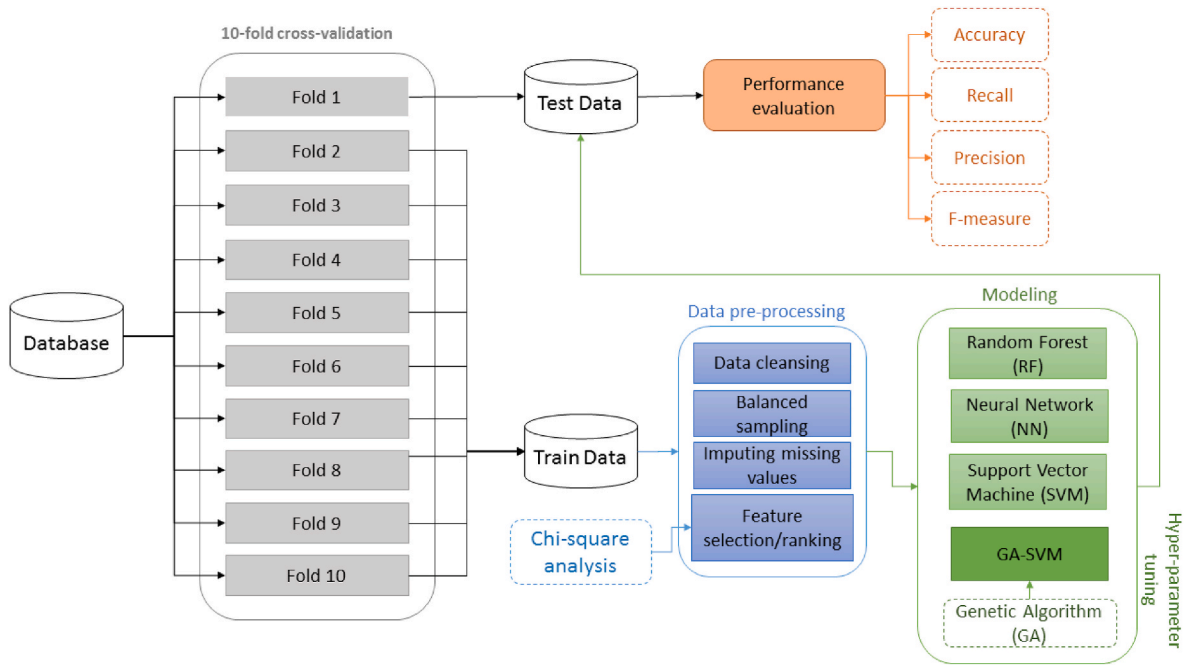 10-fold cross-validation
Fold 1
Fold 2
Fold 3
Fold 4
Fold 5
Fold 6
Fold 7
Fold 8
Fold 9
Fold 10
Database
Test Data
Performance
evaluation
Accuracy
Recall
Precision
F-measure
Train Data
Data pre-processing
Data cleansing
Balanced
sampling
Imputing missing
values
Feature
selection/ranking
Chi-square
analysis
Modeling
Random Forest
(RF)
Neural Network
(NN)
Support Vector
Machine (SVM)
GA-SVM
Genetic Algorithm
(GA)
Hyper-parameter
tuning